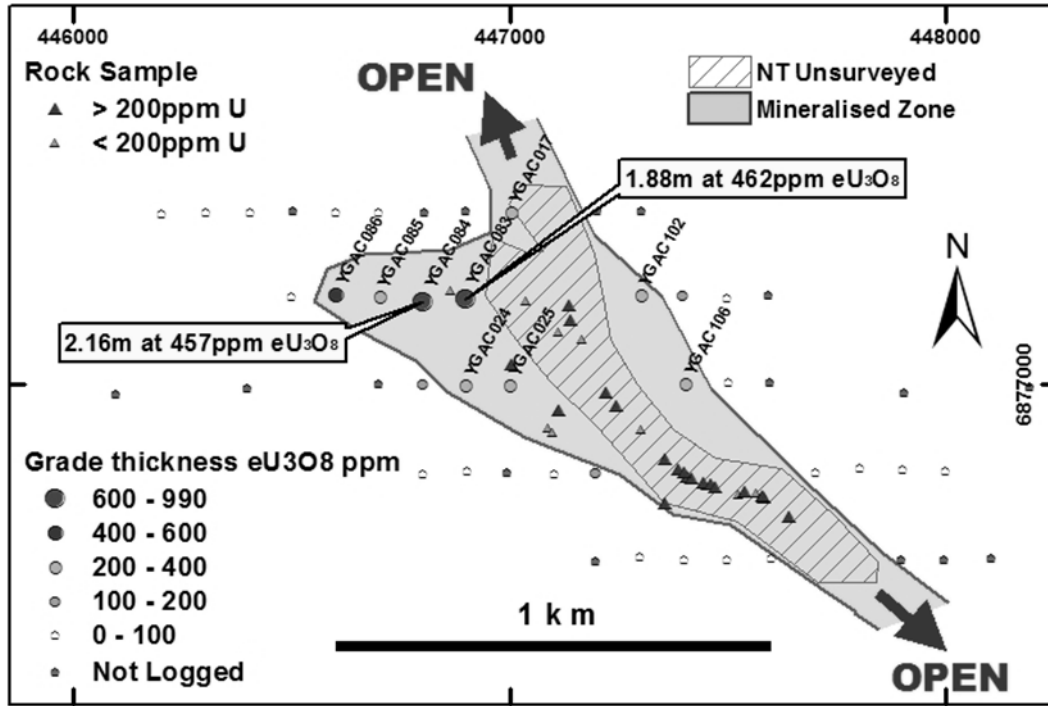 446000
447000
448000
Rock Sample
> 200ppm U
< 200ppm U
OPEN
NT Unsurveyed
Mineralised Zone
1.88m at 462ppm eU₃O₈
YGAC017
YGAC086
YGAC085
YGAC084
YGAC083
YGAC102
N
2.16m at 457ppm eU₃O₈
YGAC024
YGAC025
YGAC106
6877000
Grade thickness eU3O8 ppm
600 - 990
400 - 600
200 - 400
100 - 200
0 - 100
Not Logged
1 k m
OPEN